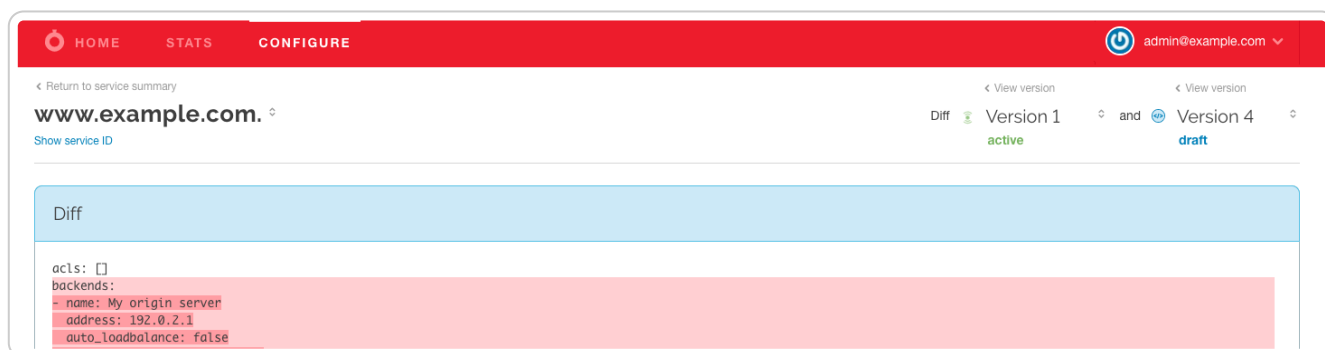 HOME STATS CONFIGURE admin@example.com
Return to service summary View version View version
www.example.com. Diff Version 1 and Version 4
Show service ID active draft
Diff
acls: []
backends:
- name: My origin server
address: 192.0.2.1
auto_loadbalance: false